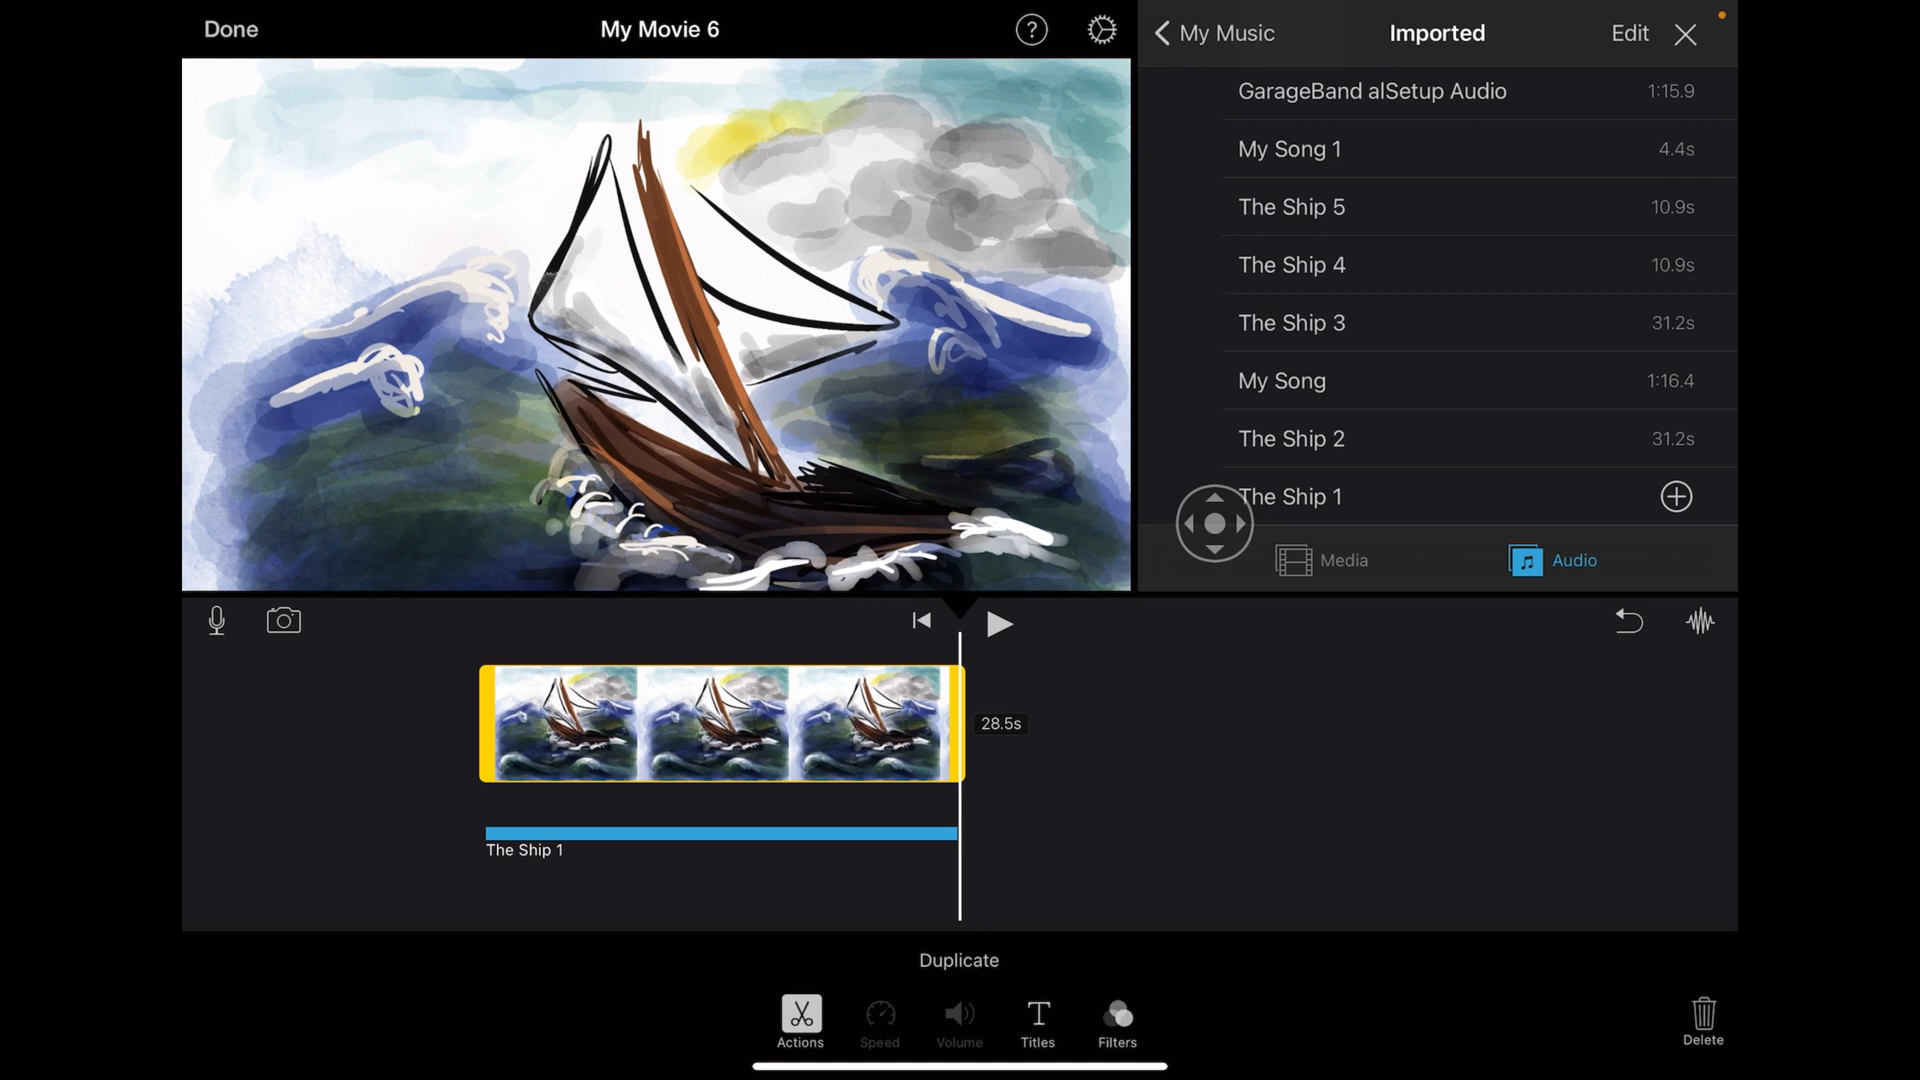 Done
My Movie 6
?
My Music
Imported
Edit
GarageBand alSetup Audio 1:15.9
My Song 1 4.4s
The Ship 5 10.9s
The Ship 4 10.9s
The Ship 3 31.2s
My Song 1:16.4
The Ship 2 31.2s
The Ship 1
Media
Audio
28.5s
The Ship 1
Duplicate
Actions
Speed
Volume
T
Titles
Filters
Delete